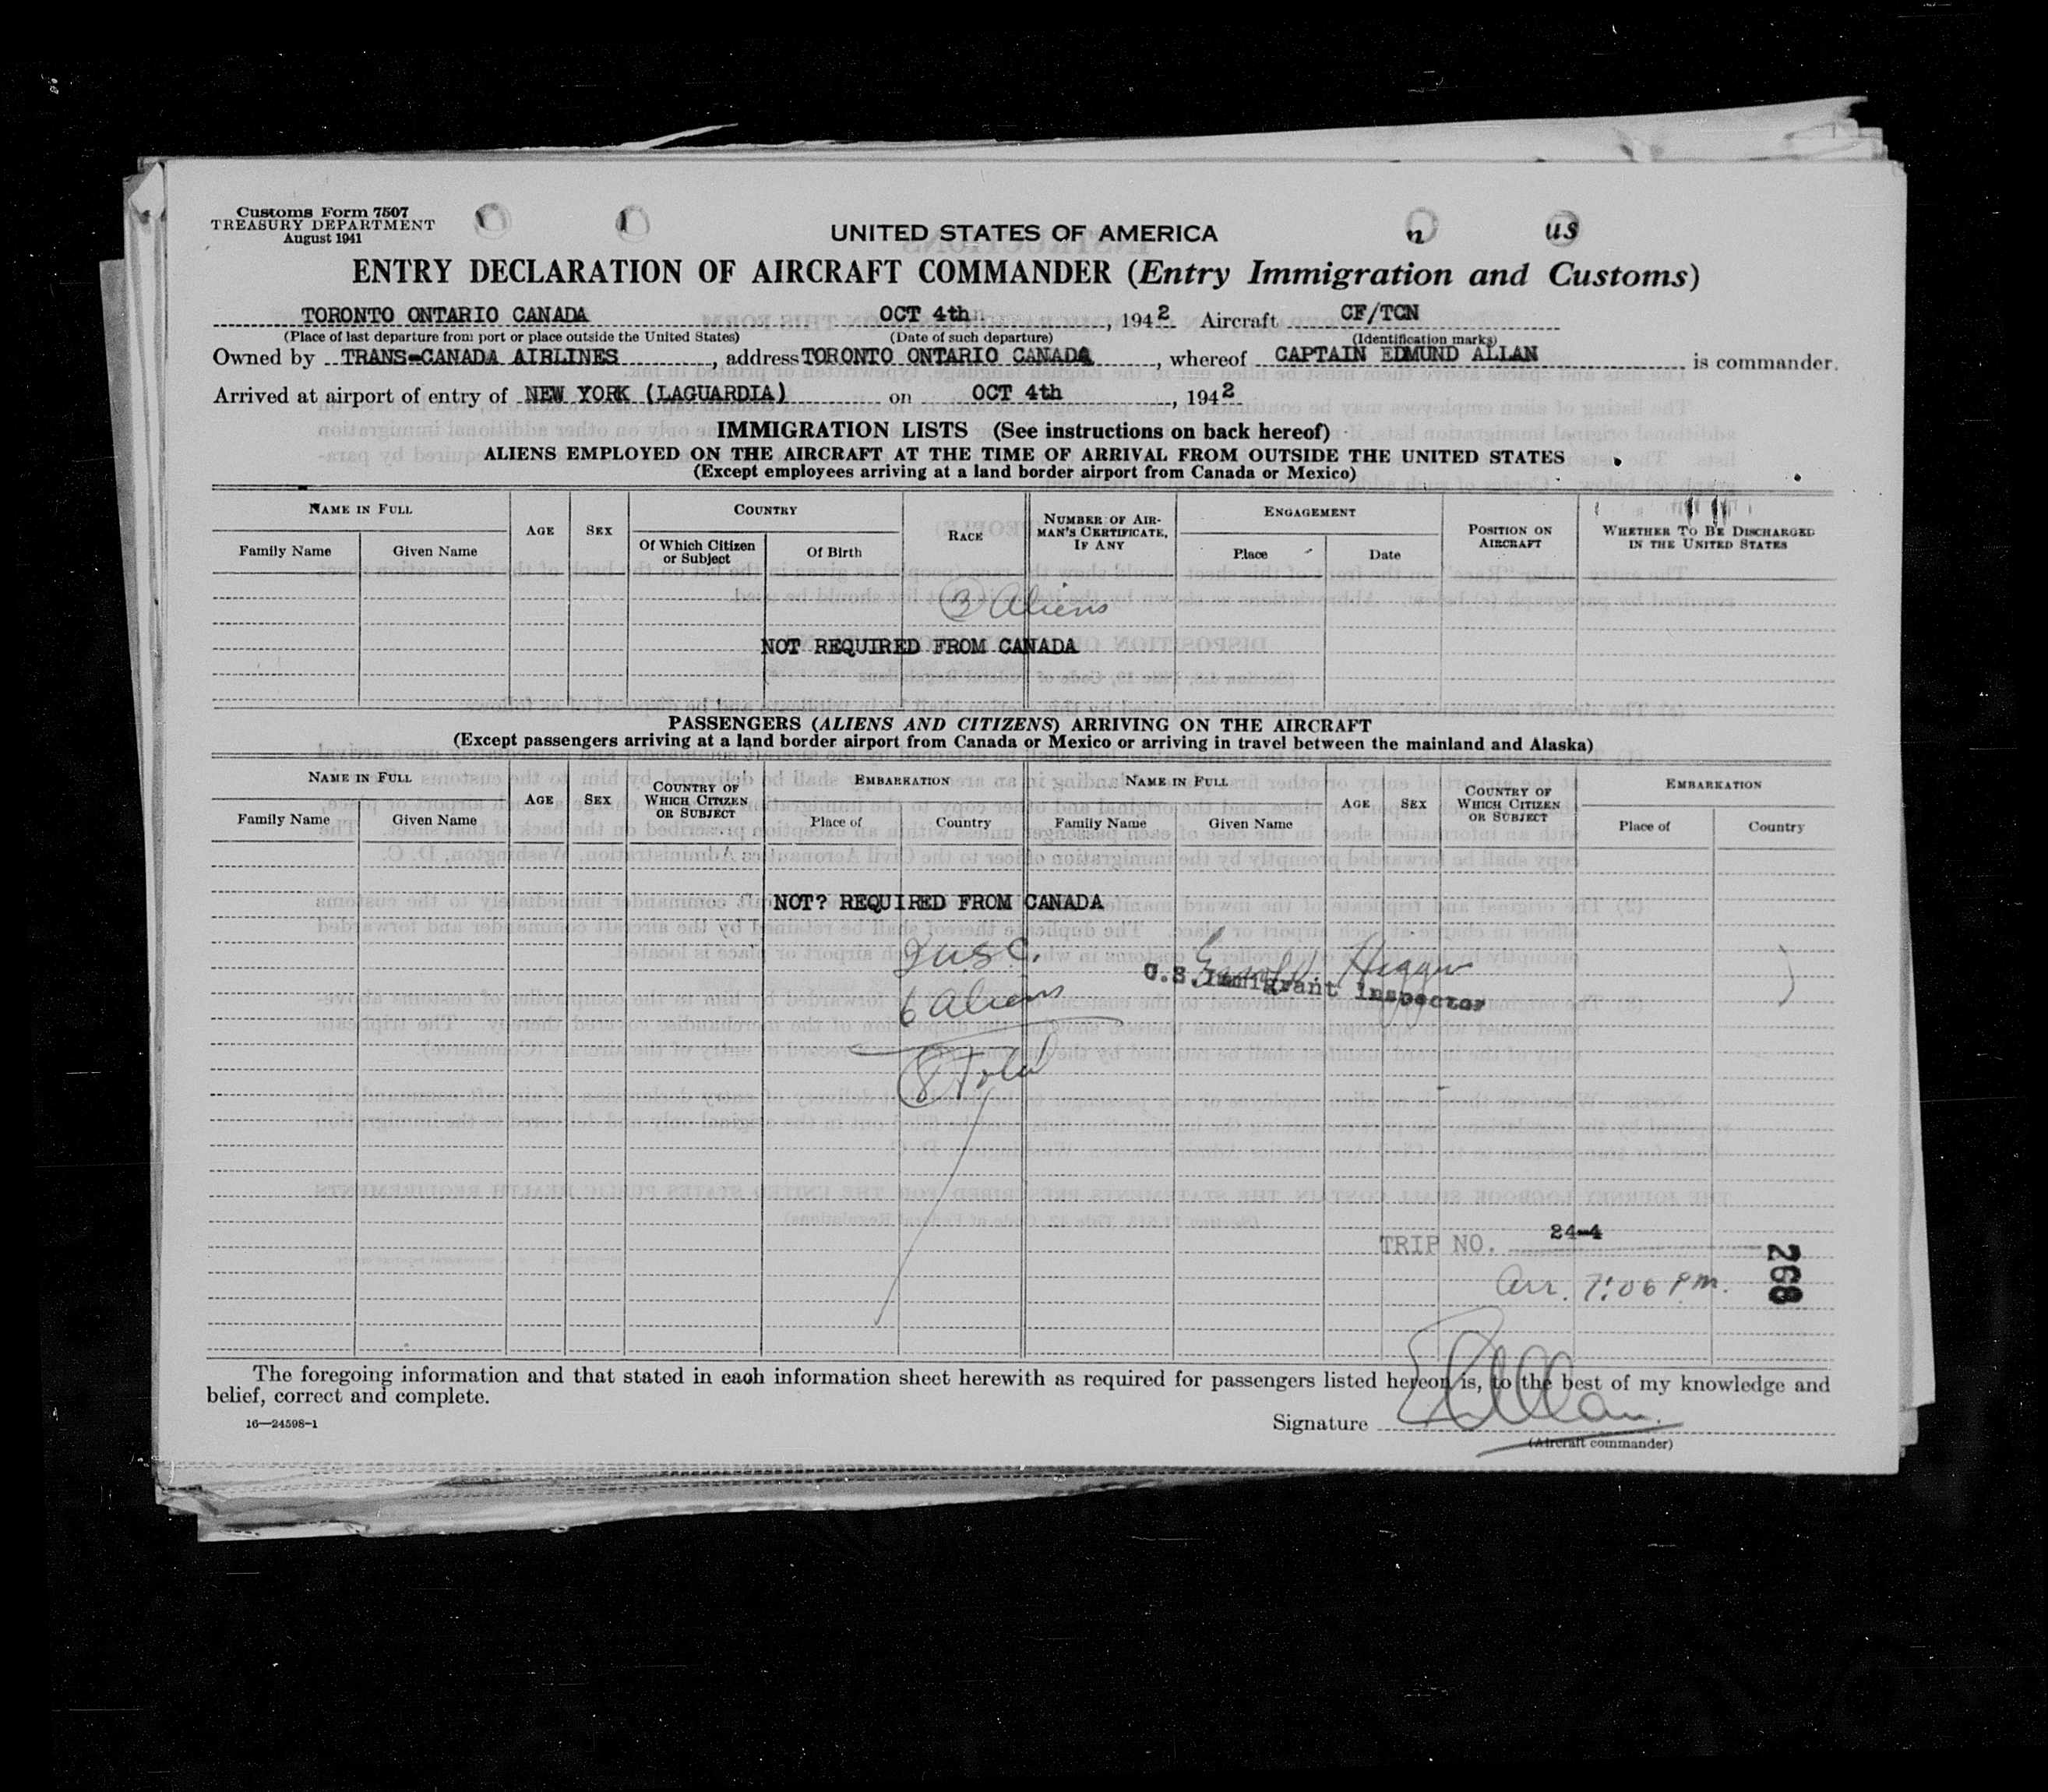 Customs Form 7507
TREASURY DEPARTMENT
August 1941
UNITED STATES OF AMERICA
n us
ENTRY DECLARATION OF AIRCRAFT COMMANDER (Entry Immigration and Customs)
TORONTO ONTARIO CANADA OCT 4th, 1942 Aircraft CF/TCN
(Place of last departure from port or place outside the United States) (Date of such departure) (Identification marks)
Owned by TRANS-CANADA AIRLINES, address TORONTO ONTARIO CANADA, whereof CAPTAIN EDMUND ALLAN is commander.
Arrived at airport of entry of NEW YORK (LAGUARDIA) on OCT 4th, 1942
IMMIGRATION LISTS (See instructions on back hereof)
ALIENS EMPLOYED ON THE AIRCRAFT AT THE TIME OF ARRIVAL FROM OUTSIDE THE UNITED STATES
(Except employees arriving at a land border airport from Canada or Mexico)
NAME IN FULL AGE SEX COUNTRY RACE NUMBER OF AIRMAN'S CERTIFICATE, IF ANY ENGAGEMENT POSITION ON AIRCRAFT WHETHER TO BE DISCHARGED IN THE UNITED STATES
Family Name Given Name Of Which Citizen or Subject Of Birth Place Date
3 Aliens
NOT REQUIRED FROM CANADA
PASSENGERS (ALIENS AND CITIZENS) ARRIVING ON THE AIRCRAFT
(Except passengers arriving at a land border airport from Canada or Mexico or arriving in travel between the mainland and Alaska)
NAME IN FULL AGE SEX COUNTRY OF WHICH CITIZEN OR SUBJECT EMBARKATION NAME IN FULL AGE SEX COUNTRY OF WHICH CITIZEN OR SUBJECT EMBARKATION
Family Name Given Name Place of Country Family Name Given Name Place of Country
NOT? REQUIRED FROM CANADA
2 USC.
U.S. Immigrant Inspector
6 Aliens
8 Total
TRIP NO. 24-4
Arr. 7:06 PM.
268
The foregoing information and that stated in each information sheet herewith as required for passengers listed hereon is, to the best of my knowledge and
belief, correct and complete.
16—24598-1
Signature E Allan.
(Aircraft commander)